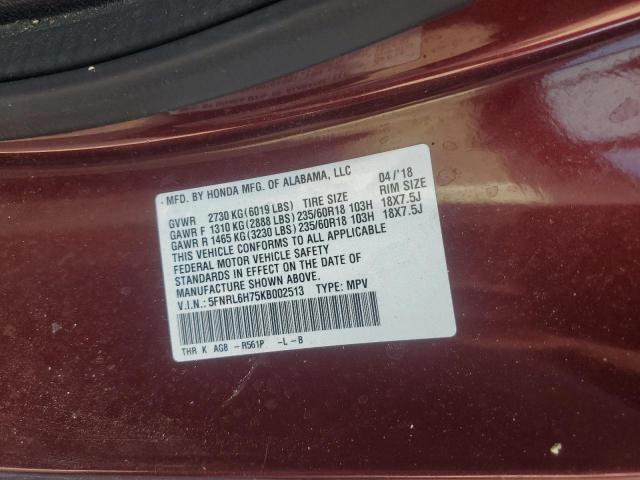 MFD. BY HONDA MFG. OF ALABAMA, LLC 04/'18
GVWR 2730 KG(6019 LBS) TIRE SIZE RIM SIZE
GAWR F 1310 KG(2888 LBS) 235/60R18 103H 18X7.5J
GAWR R 1465 KG(3230 LBS) 235/60R18 103H 18X7.5J
THIS VEHICLE CONFORMS TO ALL APPLICABLE
FEDERAL MOTOR VEHICLE SAFETY
STANDARDS IN EFFECT ON THE DATE OF
MANUFACTURE SHOWN ABOVE.
V.I.N.: 5FNRL6H75KB002513 TYPE: MPV
THR K AG8 -R561P -L-B